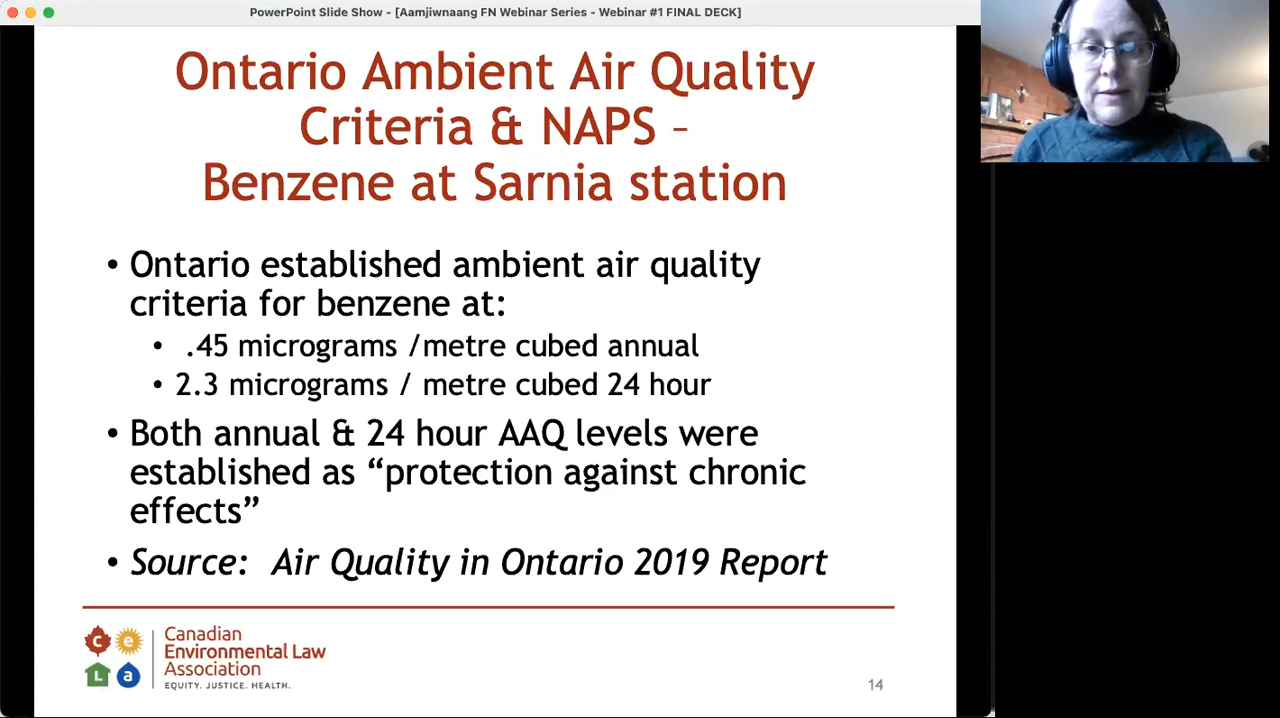 PowerPoint Slide Show - [Aamjiwnaang FN Webinar Series - Webinar #1 FINAL DECK]
Ontario Ambient Air Quality
Criteria & NAPS –
Benzene at Sarnia station
• Ontario established ambient air quality
criteria for benzene at:
• .45 micrograms /metre cubed annual
• 2.3 micrograms / metre cubed 24 hour
• Both annual & 24 hour AAQ levels were
established as “protection against chronic
effects”
• Source: Air Quality in Ontario 2019 Report
c e
L a
Canadian
Environmental Law
Association
EQUITY. JUSTICE. HEALTH.
14